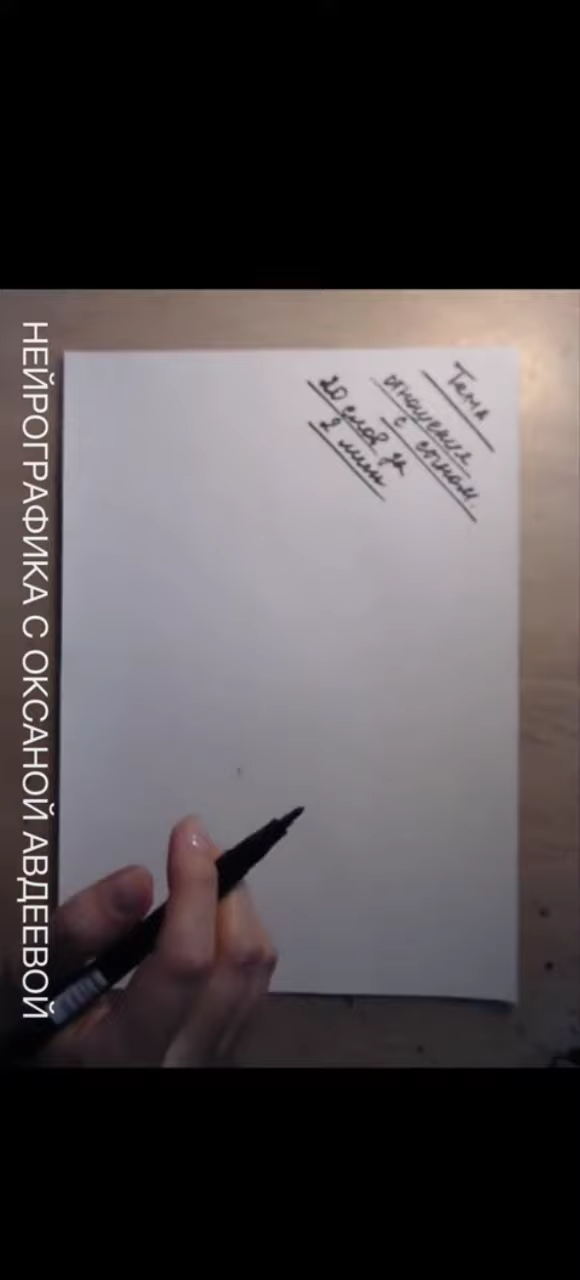 НЕЙРОГРАФИКА С ОКСАНОЙ АВДЕЕВОЙ
Тема
отношения
с сыном.
20 слов за
2 мин